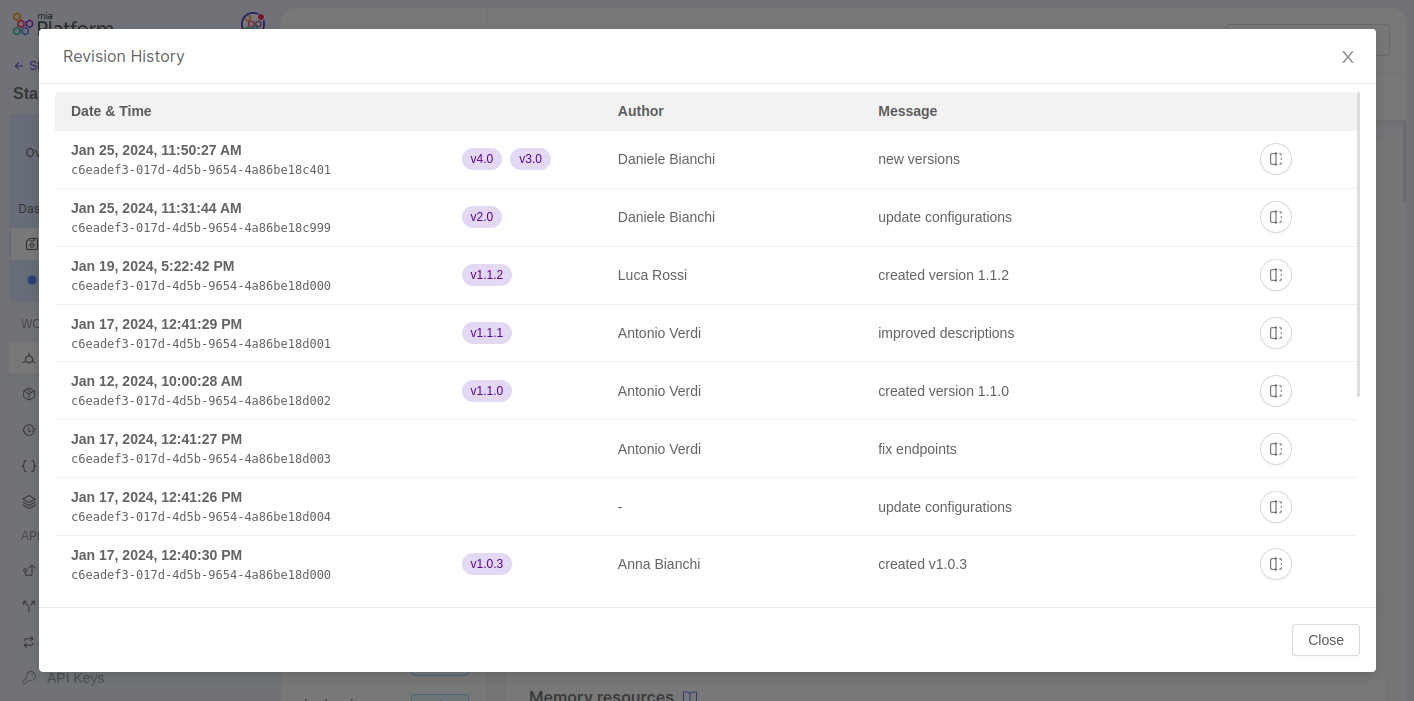 mia
Platform
Sta
Revision History
Date & Time Author Message
Jan 25, 2024, 11:50:27 AM
c6eadef3-017d-4d5b-9654-4a86be18c401
v4.0 v3.0 Daniele Bianchi new versions
Jan 25, 2024, 11:31:44 AM
c6eadef3-017d-4d5b-9654-4a86be18c999
v2.0 Daniele Bianchi update configurations
Jan 19, 2024, 5:22:42 PM
c6eadef3-017d-4d5b-9654-4a86be18d000
v1.1.2 Luca Rossi created version 1.1.2
Jan 17, 2024, 12:41:29 PM
c6eadef3-017d-4d5b-9654-4a86be18d001
v1.1.1 Antonio Verdi improved descriptions
Jan 12, 2024, 10:00:28 AM
c6eadef3-017d-4d5b-9654-4a86be18d002
v1.1.0 Antonio Verdi created version 1.1.0
Jan 17, 2024, 12:41:27 PM
c6eadef3-017d-4d5b-9654-4a86be18d003
Antonio Verdi fix endpoints
Jan 17, 2024, 12:41:26 PM
c6eadef3-017d-4d5b-9654-4a86be18d004
- update configurations
Jan 17, 2024, 12:40:30 PM
c6eadef3-017d-4d5b-9654-4a86be18d000
v1.0.3 Anna Bianchi created v1.0.3
Close
API Keys
Memory resources